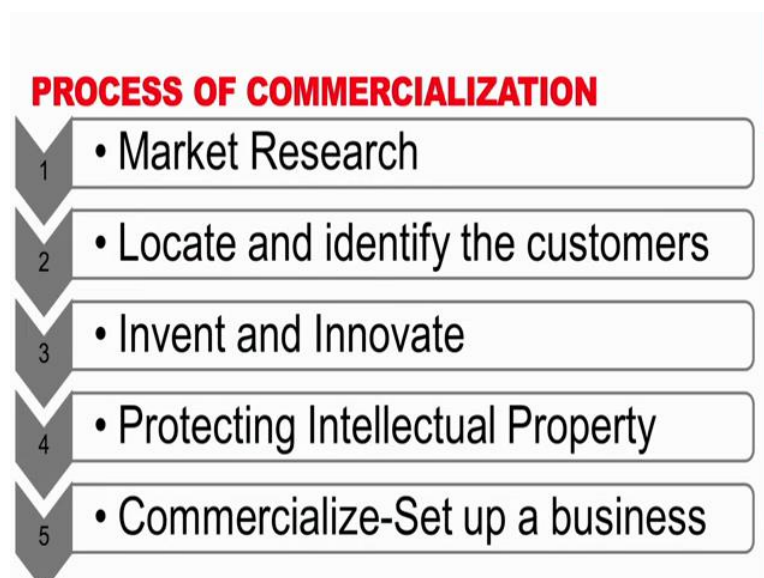 PROCESS OF COMMERCIALIZATION
1 • Market Research
2 • Locate and identify the customers
3 • Invent and Innovate
4 • Protecting Intellectual Property
5 • Commercialize-Set up a business